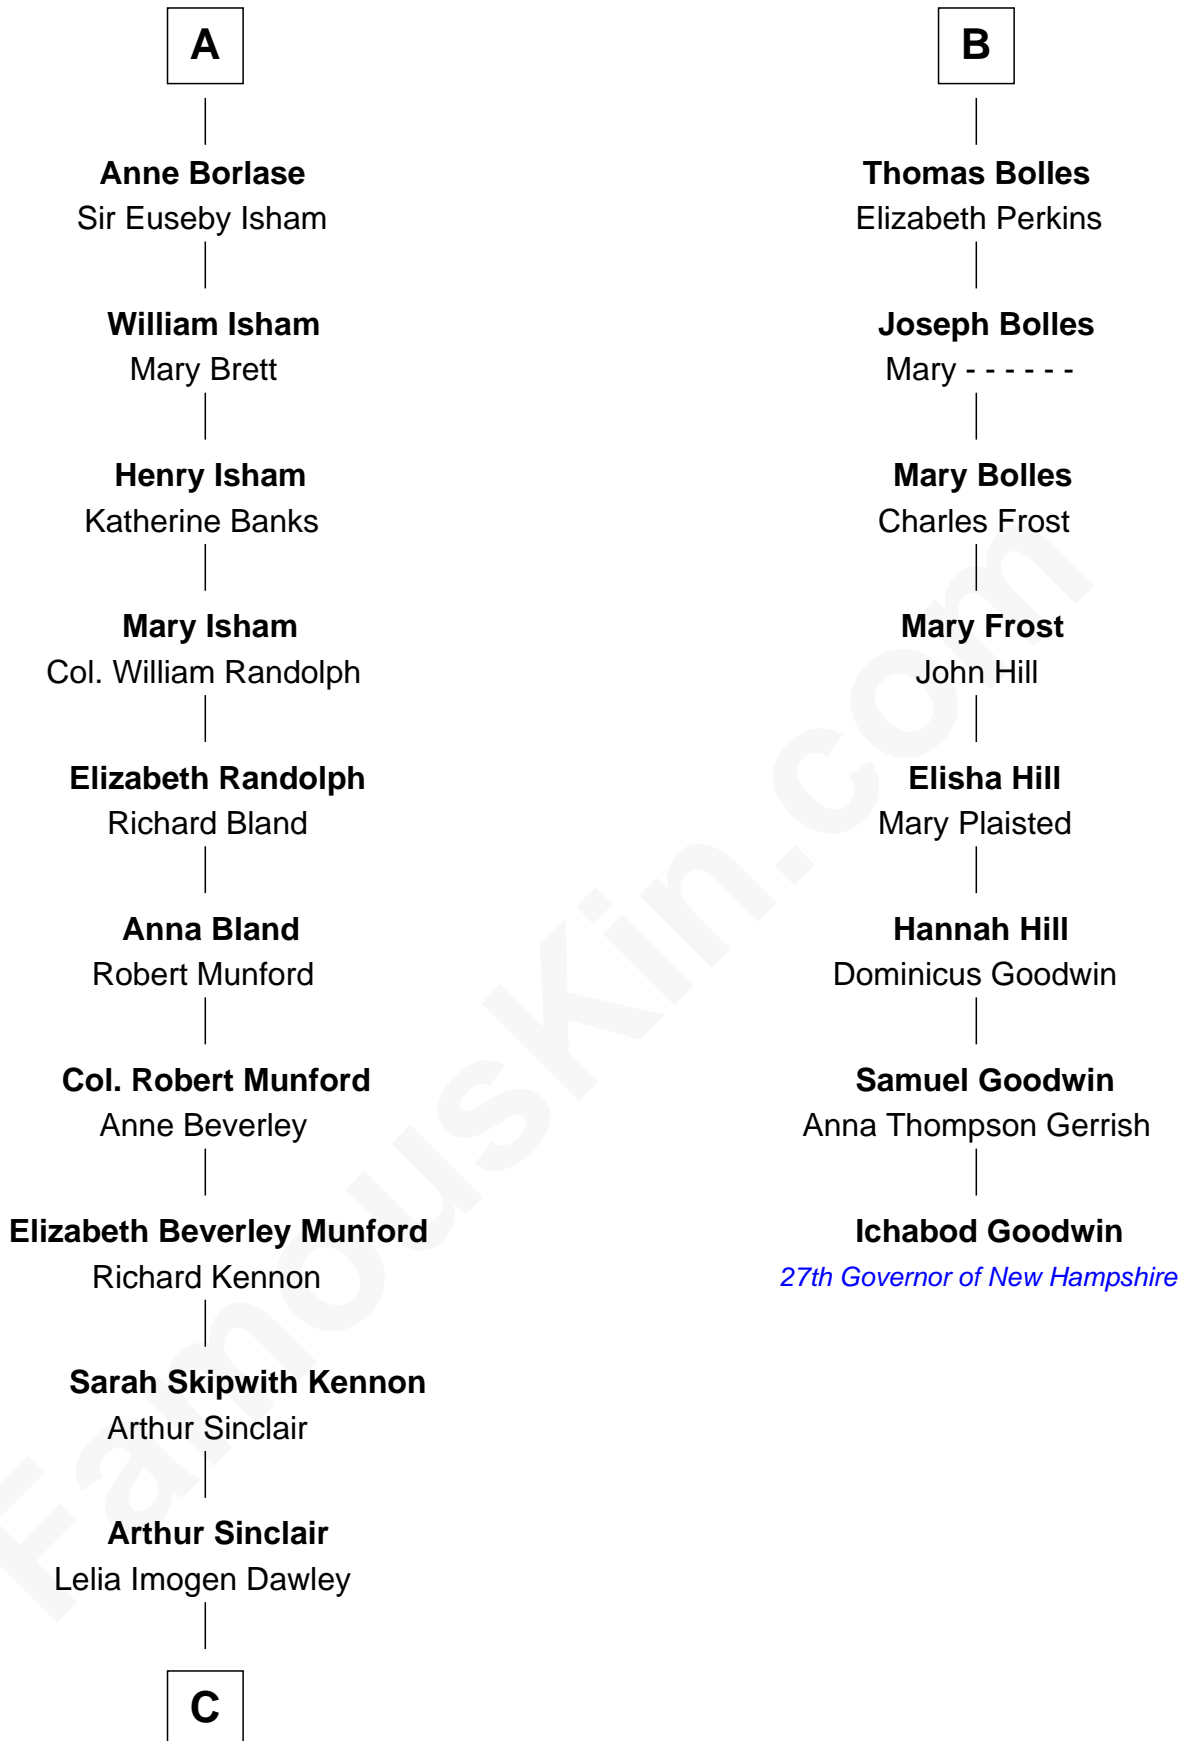 A
Anne Borlase
Sir Euseby Isham
William Isham
Mary Brett
Henry Isham
Katherine Banks
Mary Isham
Col. William Randolph
Elizabeth Randolph
Richard Bland
Anna Bland
Robert Munford
Col. Robert Munford
Anne Beverley
Elizabeth Beverley Munford
Richard Kennon
Sarah Skipwith Kennon
Arthur Sinclair
Arthur Sinclair
Lelia Imogen Dawley
C
B
Thomas Bolles
Elizabeth Perkins
Joseph Bolles
Mary - - - - - -
Mary Bolles
Charles Frost
Mary Frost
John Hill
Elisha Hill
Mary Plaisted
Hannah Hill
Dominicus Goodwin
Samuel Goodwin
Anna Thompson Gerrish
Ichabod Goodwin
27th Governor of New Hampshire
FamousKin.com